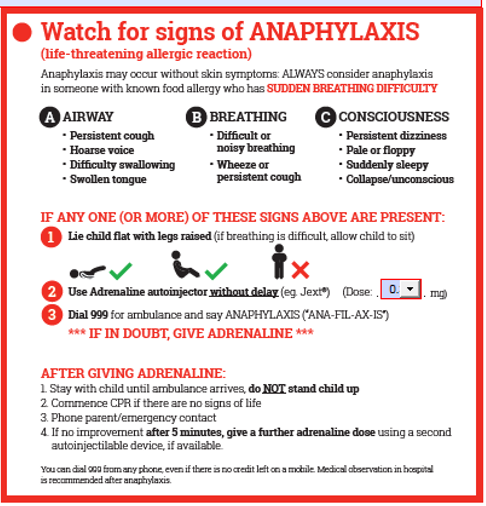 Watch for signs of ANAPHYLAXIS
(life-threatening allergic reaction)
Anaphylaxis may occur without skin symptoms: ALWAYS consider anaphylaxis
in someone with known food allergy who has SUDDEN BREATHING DIFFICULTY
A AIRWAY
• Persistent cough
• Hoarse voice
• Difficulty swallowing
• Swollen tongue
B BREATHING
• Difficult or
noisy breathing
• Wheeze or
persistent cough
C CONSCIOUSNESS
• Persistent dizziness
• Pale or floppy
• Suddenly sleepy
• Collapse/unconscious
IF ANY ONE (OR MORE) OF THESE SIGNS ABOVE ARE PRESENT:
1 Lie child flat with legs raised (if breathing is difficult, allow child to sit)
2 Use Adrenaline autoinjector without delay (eg. Jext®) (Dose: . 0. . mg)
3 Dial 999 for ambulance and say ANAPHYLAXIS ("ANA-FIL-AX-IS")
*** IF IN DOUBT, GIVE ADRENALINE ***
AFTER GIVING ADRENALINE:
1. Stay with child until ambulance arrives, do NOT stand child up
2. Commence CPR if there are no signs of life
3. Phone parent/emergency contact
4. If no improvement after 5 minutes, give a further adrenaline dose using a second
autoinjectilable device, if available.
You can dial 999 from any phone, even if there is no credit left on a mobile. Medical observation in hospital
is recommended after anaphylaxis.